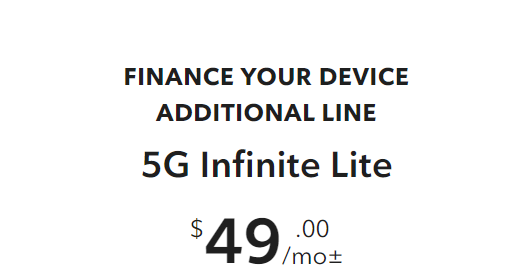 FINANCE YOUR DEVICE
ADDITIONAL LINE
5G Infinite Lite
$49.00/mo±